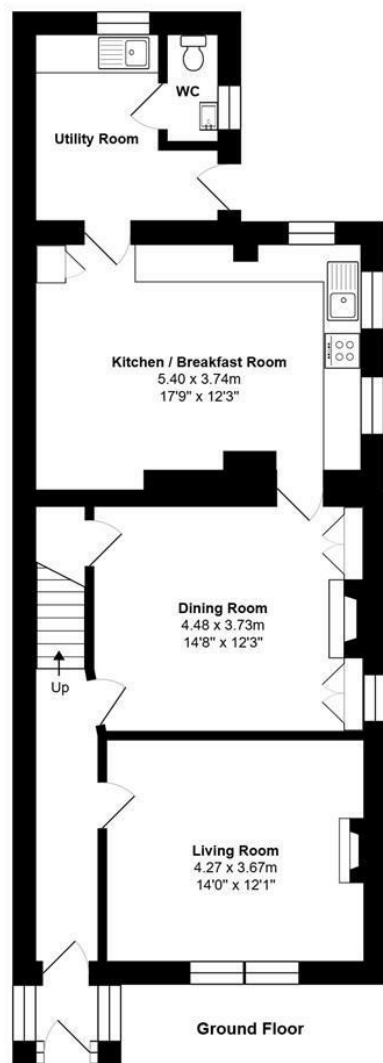 WC
Utility Room
Kitchen / Breakfast Room
5.40 x 3.74m
17'9" x 12'3"
Dining Room
4.48 x 3.73m
14'8" x 12'3"
Up
Living Room
4.27 x 3.67m
14'0" x 12'1"
Ground Floor